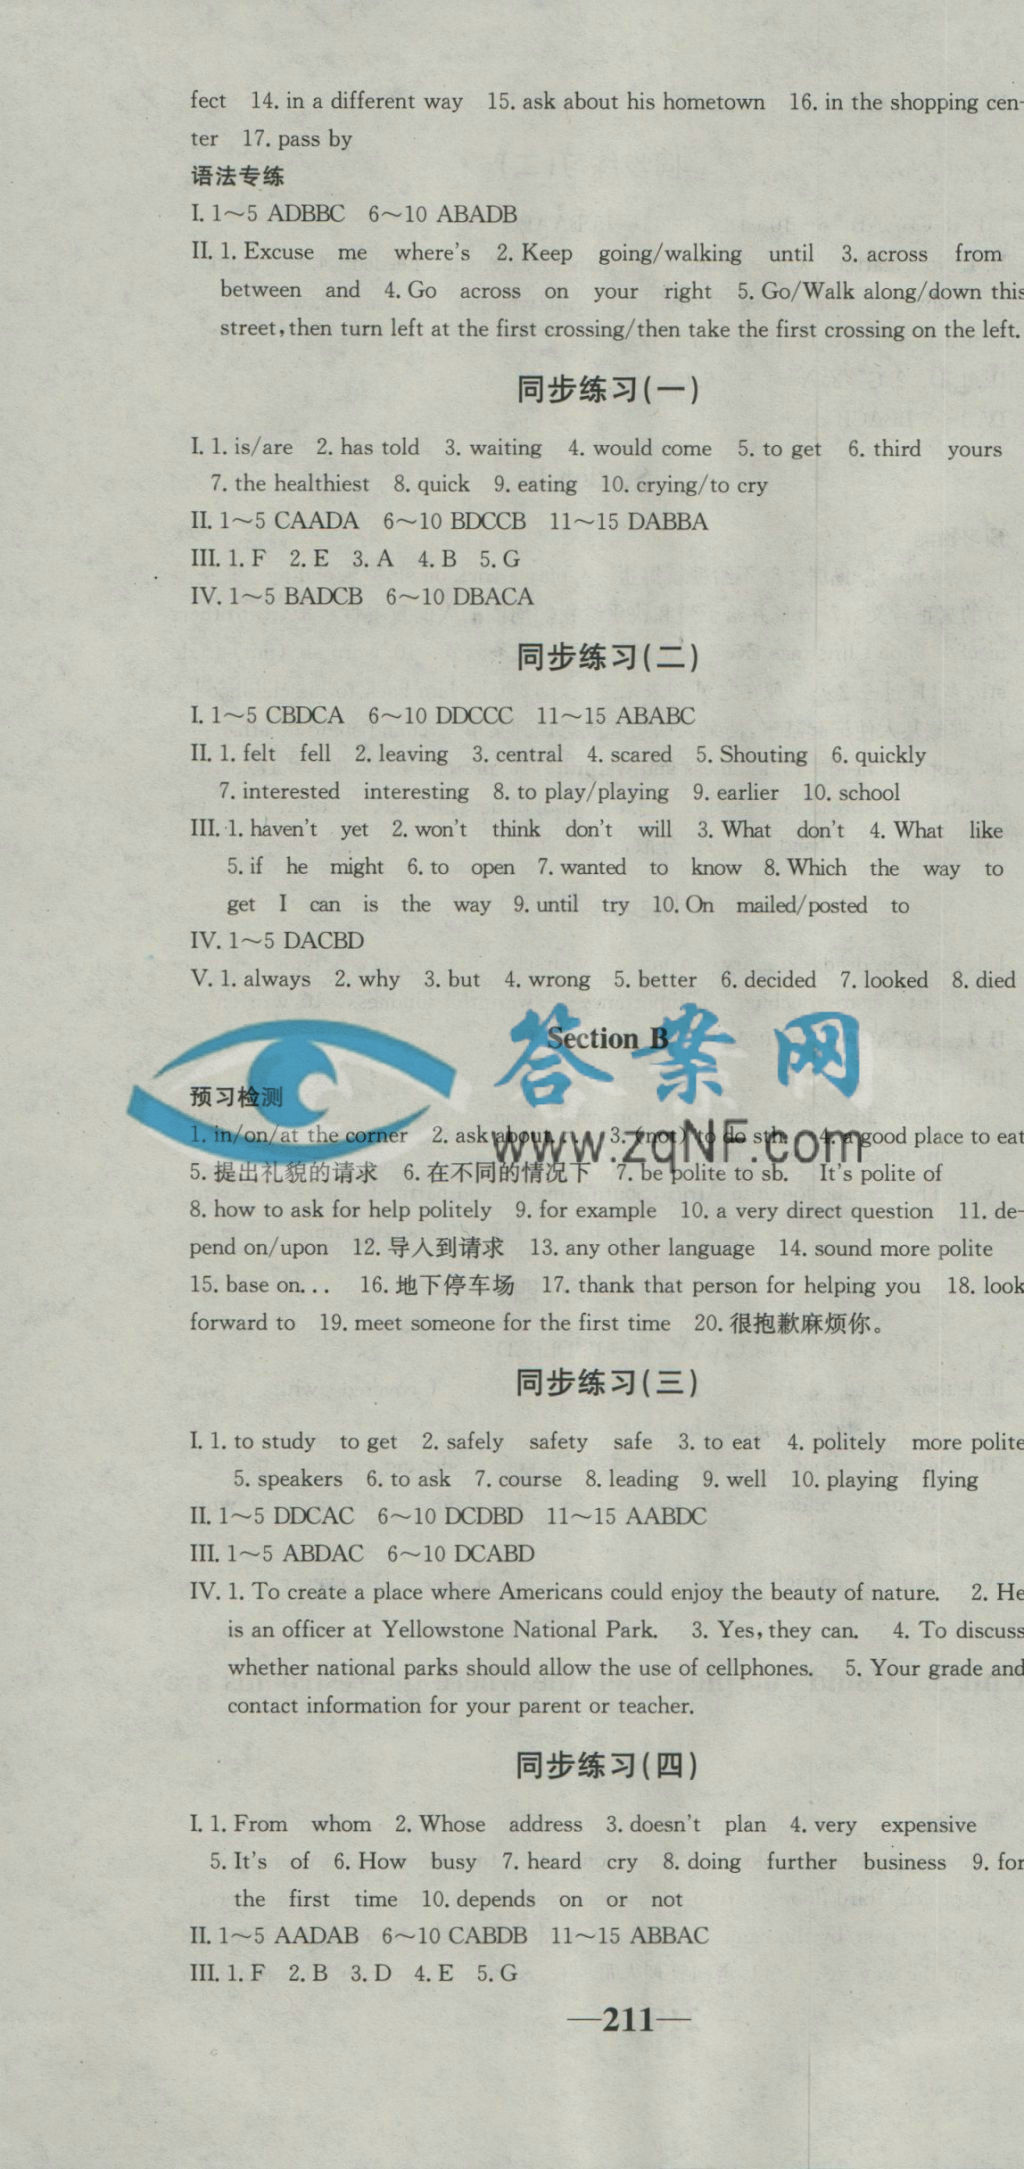 fect 14. in a different way 15. ask about his hometown 16. in the shopping cen-
ter 17. pass by
语法专练
I. 1～5 ADBBC 6～10 ABADB
II. 1. Excuse me where's 2. Keep going/walking until 3. across from
between and 4. Go across on your right 5. Go/Walk along/down this
street, then turn left at the first crossing/then take the first crossing on the left.
同步练习(一)
I. 1. is/are 2. has told 3. waiting 4. would come 5. to get 6. third yours
7. the healthiest 8. quick 9. eating 10. crying/to cry
II. 1～5 CAADA 6～10 BDCCB 11～15 DABBA
III. 1. F 2. E 3. A 4. B 5. G
IV. 1～5 BADCB 6～10 DBACA
同步练习(二)
I. 1～5 CBDCA 6～10 DDCCC 11～15 ABABC
II. 1. felt fell 2. leaving 3. central 4. scared 5. Shouting 6. quickly
7. interested interesting 8. to play/playing 9. earlier 10. school
III. 1. haven't yet 2. won't think don't will 3. What don't 4. What like
5. if he might 6. to open 7. wanted to know 8. Which the way to
get I can is the way 9. until try 10. On mailed/posted to
IV. 1～5 DACBD
V. 1. always 2. why 3. but 4. wrong 5. better 6. decided 7. looked 8. died
答案网
Section B
预习检测
1. in/on/at the corner 2. ask about... 3. (not) to do sth. 4. a good place to eat
www.zqNF.com
5. 提出礼貌的请求 6. 在不同的情况下 7. be polite to sb. It's polite of
8. how to ask for help politely 9. for example 10. a very direct question 11. de-
pend on/upon 12. 导入到请求 13. any other language 14. sound more polite
15. base on... 16. 地下停车场 17. thank that person for helping you 18. look
forward to 19. meet someone for the first time 20. 很抱歉麻烦你。
同步练习(三)
I. 1. to study to get 2. safely safety safe 3. to eat 4. politely more polite
5. speakers 6. to ask 7. course 8. leading 9. well 10. playing flying
II. 1～5 DDCAC 6～10 DCDBD 11～15 AABDC
III. 1～5 ABDAC 6～10 DCABD
IV. 1. To create a place where Americans could enjoy the beauty of nature. 2. He
is an officer at Yellowstone National Park. 3. Yes, they can. 4. To discuss
whether national parks should allow the use of cellphones. 5. Your grade and
contact information for your parent or teacher.
同步练习(四)
I. 1. From whom 2. Whose address 3. doesn't plan 4. very expensive
5. It's of 6. How busy 7. heard cry 8. doing further business 9. for
the first time 10. depends on or not
II. 1～5 AADAB 6～10 CABDB 11～15 ABBAC
III. 1. F 2. B 3. D 4. E 5. G
—211—